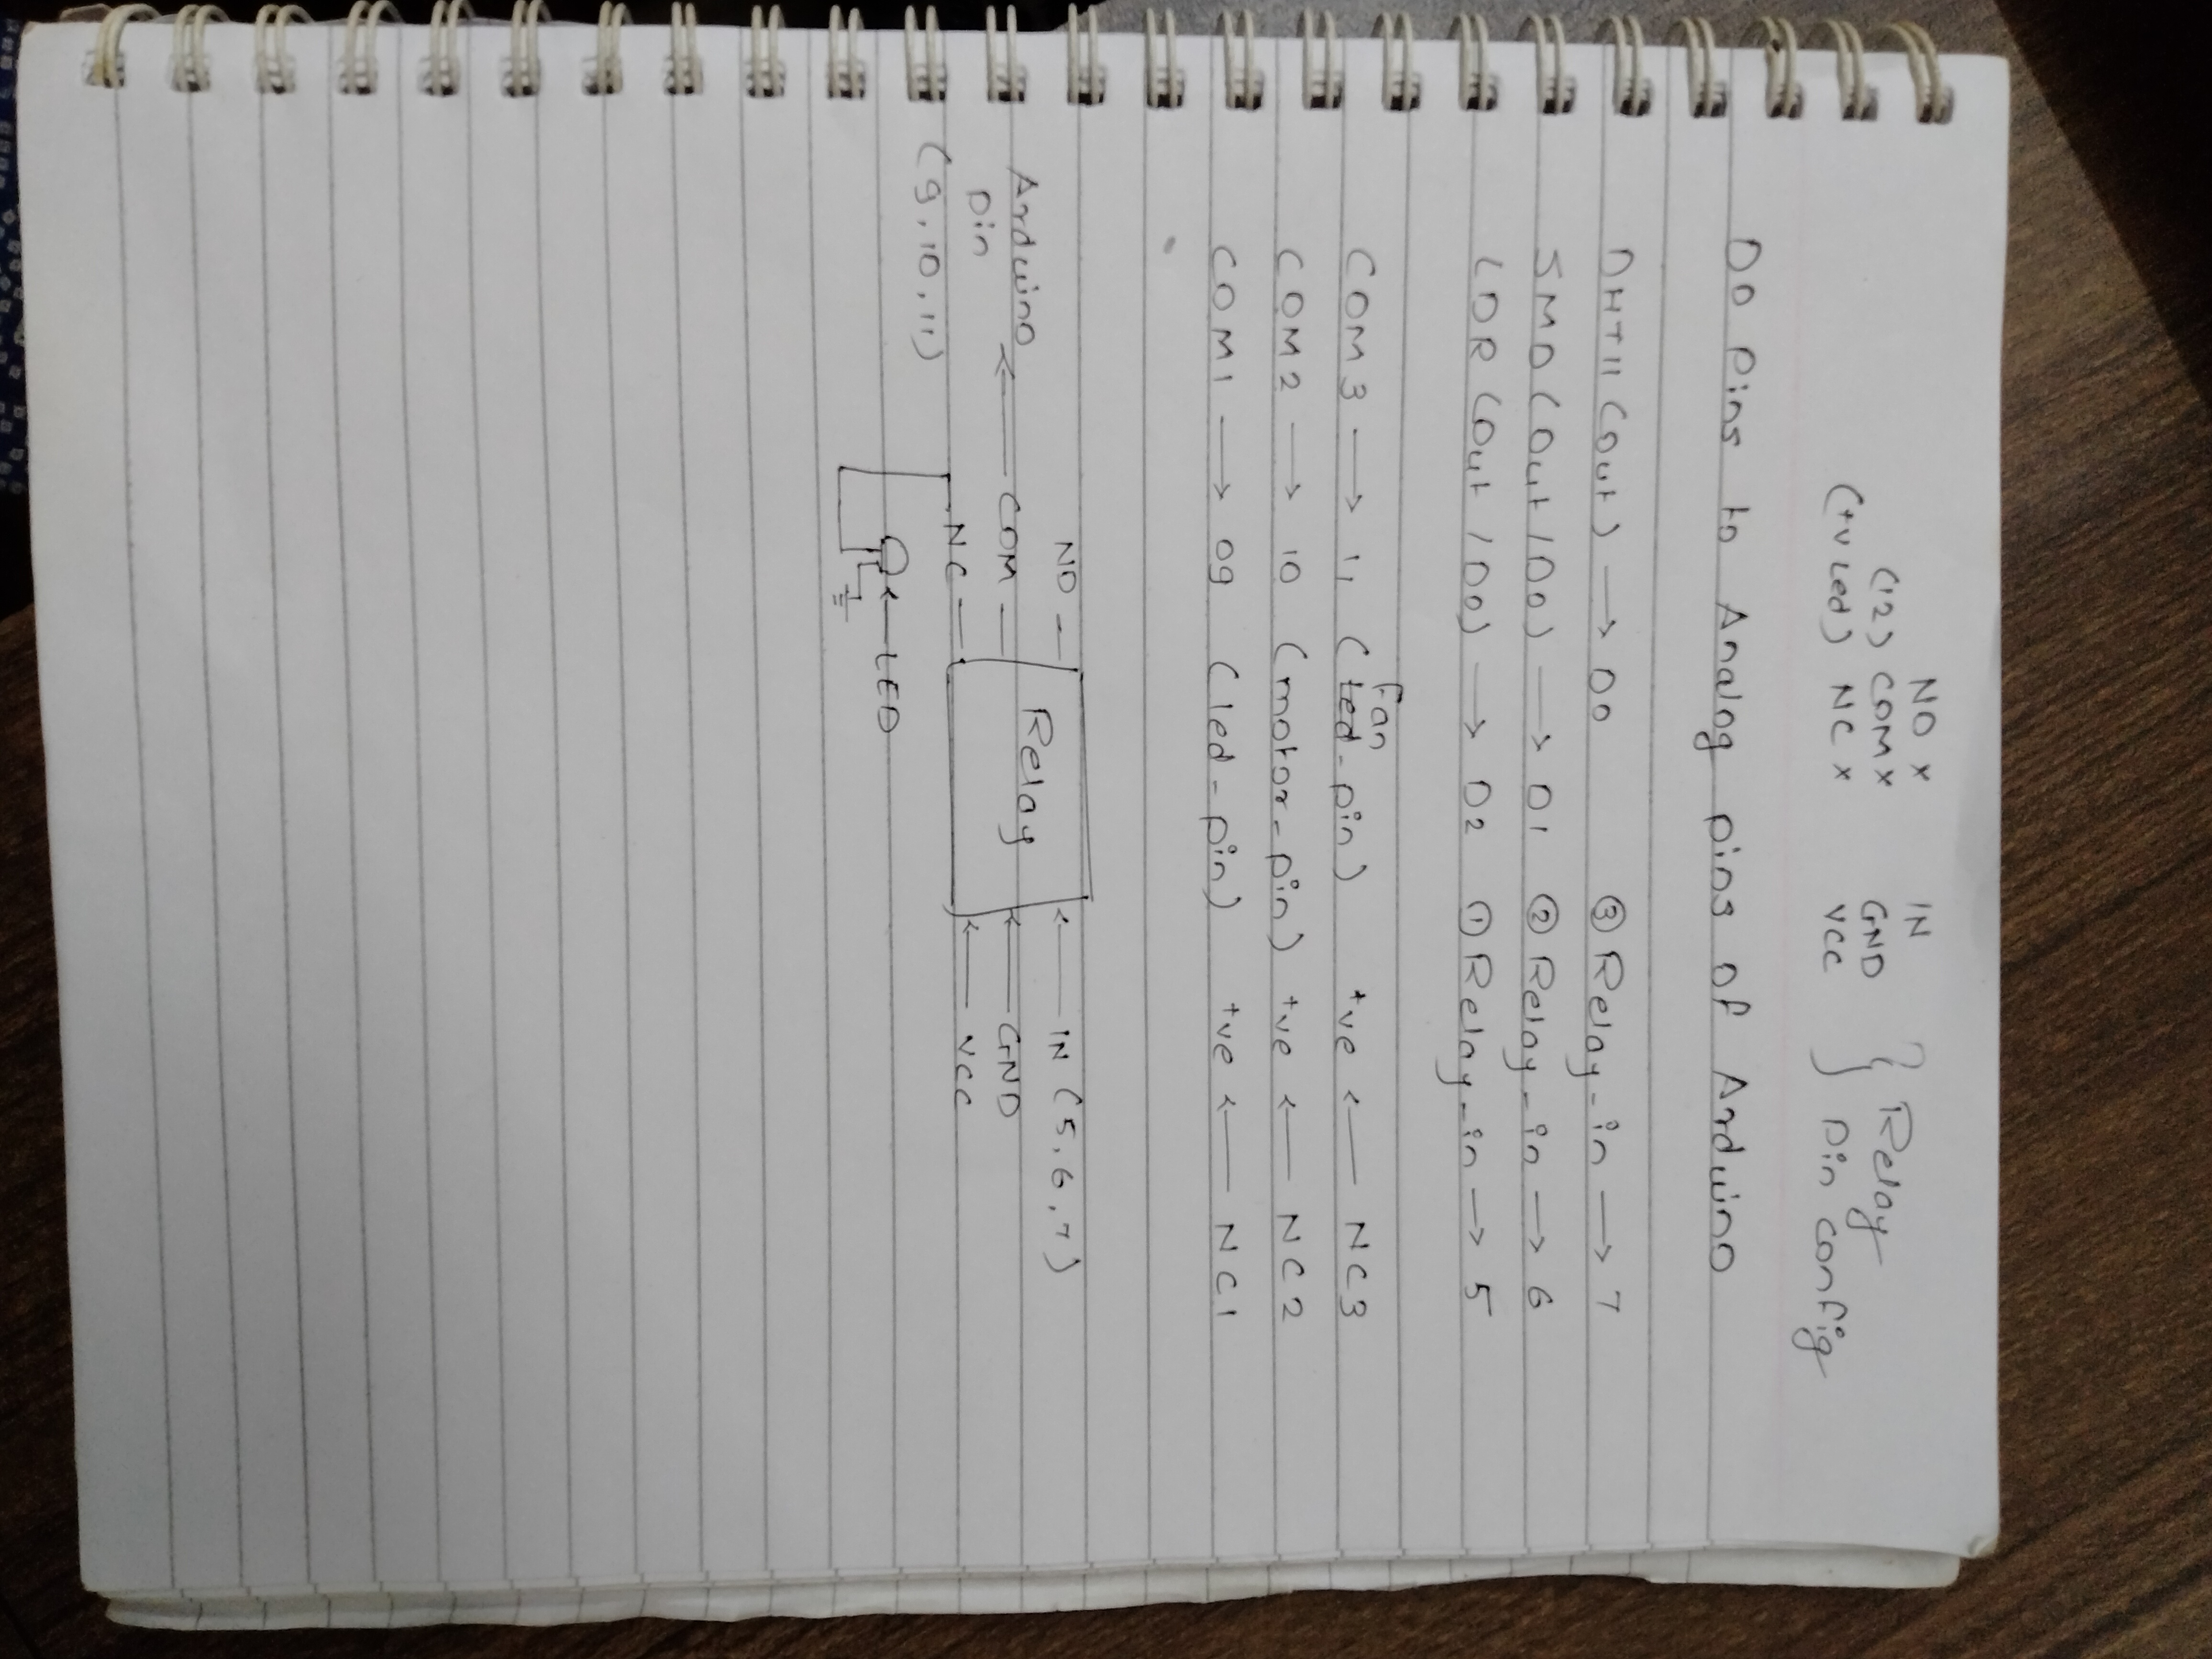 NO x IN
(12) COM x GND } Relay
(+v Led) NC x VCC } Pin Config
DO Pins to Analog pins of Arduino
DHT11 (Out) → D0 ③ Relay-in → 7
SMD (Out/DO) → D1 ② Relay-in → 6
LDR (Out/DO) → D2 ① Relay-in → 5
Fan
COM3 → 11 (led-pin) +ve ← NC3
COM2 → 10 (motor-pin) +ve ← NC2
COM1 → 09 (led-pin) +ve ← NC1
NO — ← IN (5,6,7)
Arduino ← COM — Relay ← GND
Pin NC — ← VCC
(9,10,11) ← LED